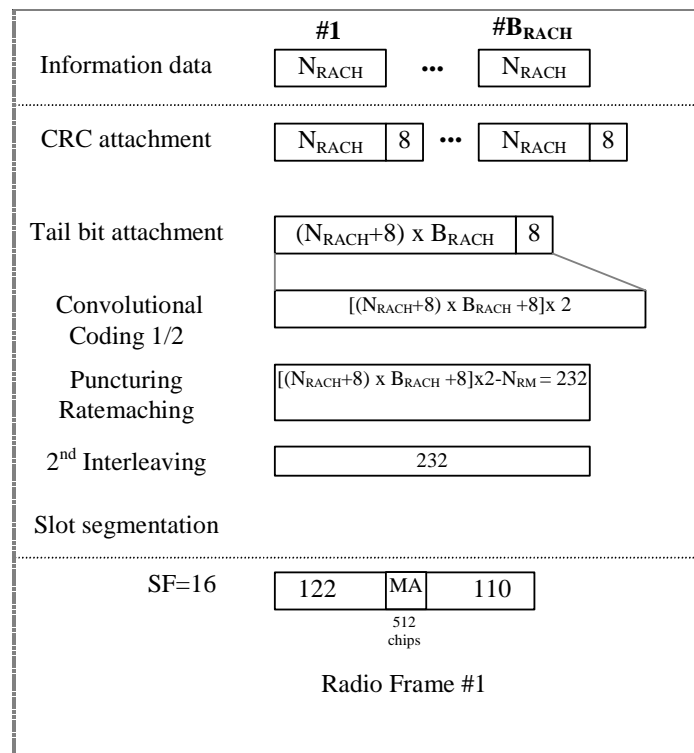 #1 #B_RACH
Information data N_RACH ... N_RACH
CRC attachment N_RACH 8 ... N_RACH 8
Tail bit attachment (N_RACH+8) x B_RACH 8
Convolutional
Coding 1/2
[(N_RACH+8) x B_RACH +8]x 2
Puncturing
Ratemaching
[(N_RACH+8) x B_RACH +8]x2-N_RM = 232
2nd Interleaving 232
Slot segmentation
SF=16 122 MA 110
512
chips
Radio Frame #1